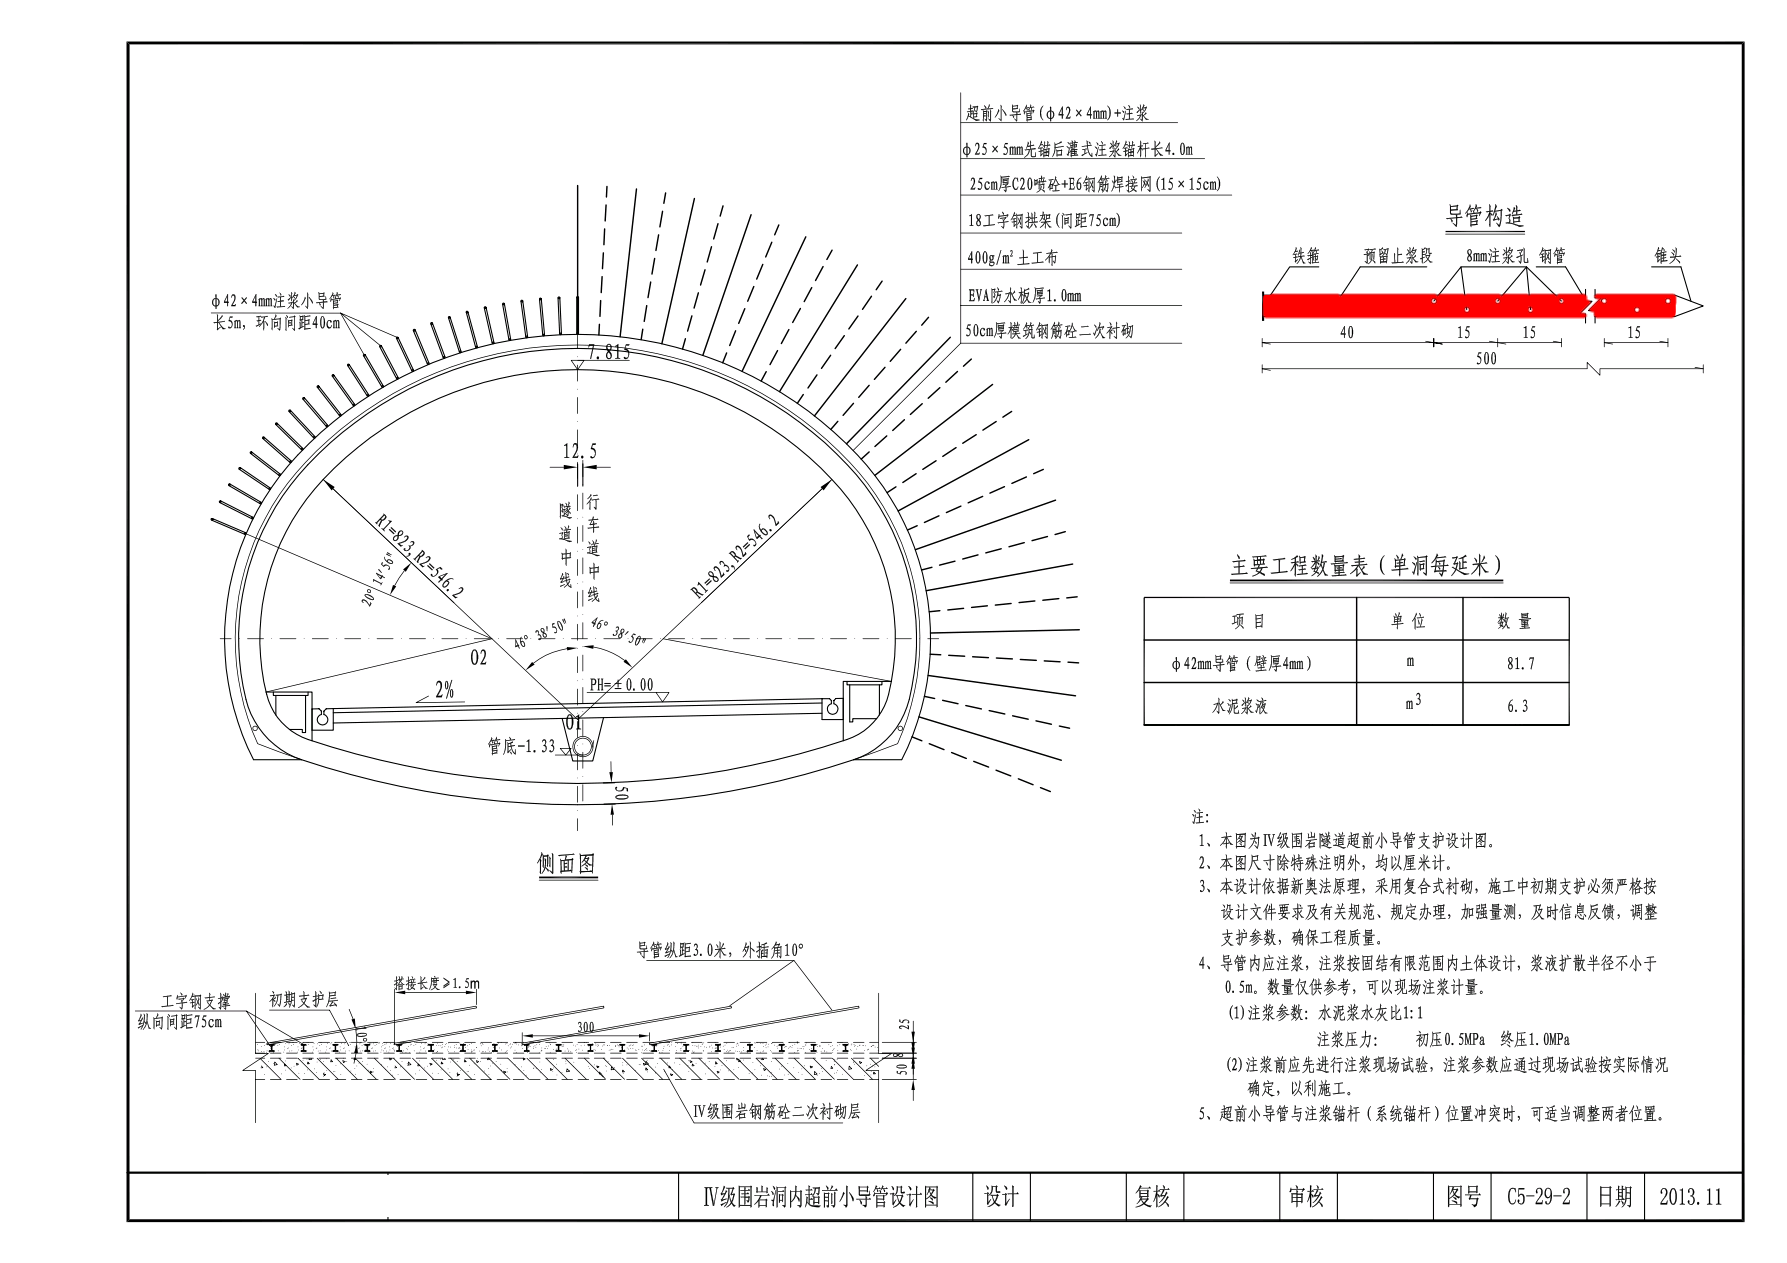 超前小导管(ф42×4mm)+注浆
ф25×5mm先锚后灌式注浆锚杆长4.0m
25cm厚C20喷砼+E6钢筋焊接网(15×15cm)
18工字钢拱架(间距75cm)
400g/m²土工布
EVA防水板厚1.0mm
50cm厚模筑钢筋砼二次衬砌
导管构造
铁箍
预留止浆段
8mm注浆孔
钢管
锥头
40
15
15
15
500
ф42×4mm注浆小导管
长5m，环向间距40cm
7.815
12.5
隧道中线
行车道中线
R1=823,R2=546.2
R1=823,R2=546.2
20° 14'56"
46° 38'50"
46° 38'50"
O2
2%
PH=±0.00
O1
管底-1.33
50
侧面图
主要工程数量表（单洞每延米）
项 目 单 位 数 量
ф42mm导管（壁厚4mm） m 81.7
水泥浆液 m³ 6.3
导管纵距3.0米，外插角10°
搭接长度≥1.5m
工字钢支撑
纵向间距75cm
初期支护层
10°
300
25
8
50
Ⅳ级围岩钢筋砼二次衬砌层
注:
1、本图为Ⅳ级围岩隧道超前小导管支护设计图。
2、本图尺寸除特殊注明外，均以厘米计。
3、本设计依据新奥法原理，采用复合式衬砌，施工中初期支护必须严格按
设计文件要求及有关规范、规定办理，加强量测，及时信息反馈，调整
支护参数，确保工程质量。
4、导管内应注浆，注浆按固结有限范围内土体设计，浆液扩散半径不小于
0.5m。数量仅供参考，可以现场注浆计量。
(1)注浆参数：水泥浆水灰比1:1
注浆压力： 初压0.5MPa 终压1.0MPa
(2)注浆前应先进行注浆现场试验，注浆参数应通过现场试验按实际情况
确定，以利施工。
5、超前小导管与注浆锚杆（系统锚杆）位置冲突时，可适当调整两者位置。
Ⅳ级围岩洞内超前小导管设计图 设计 复核 审核 图号 C5-29-2 日期 2013.11